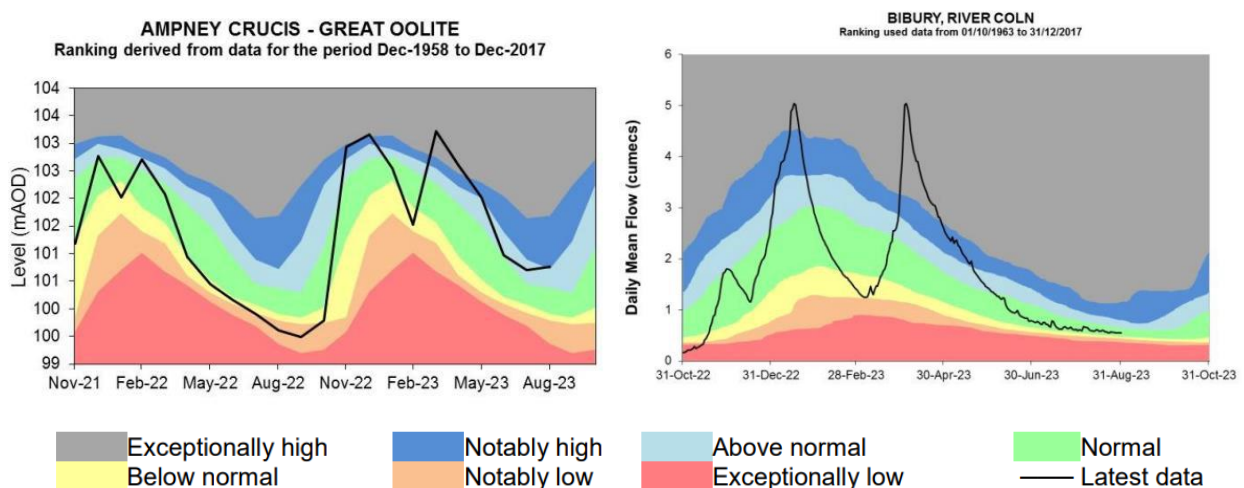 AMPNEY CRUCIS - GREAT OOLITE
Ranking derived from data for the period Dec-1958 to Dec-2017
Level (mAOD)
104
104
103
103
102
102
101
101
100
100
99
Nov-21 Feb-22 May-22 Aug-22 Nov-22 Feb-23 May-23 Aug-23
BIBURY, RIVER COLN
Ranking used data from 01/10/1963 to 31/12/2017
Daily Mean Flow (cumecs)
6
5
4
3
2
1
0
31-Oct-22 31-Dec-22 28-Feb-23 30-Apr-23 30-Jun-23 31-Aug-23 31-Oct-23
Exceptionally high Notably high Above normal Normal
Below normal Notably low Exceptionally low Latest data